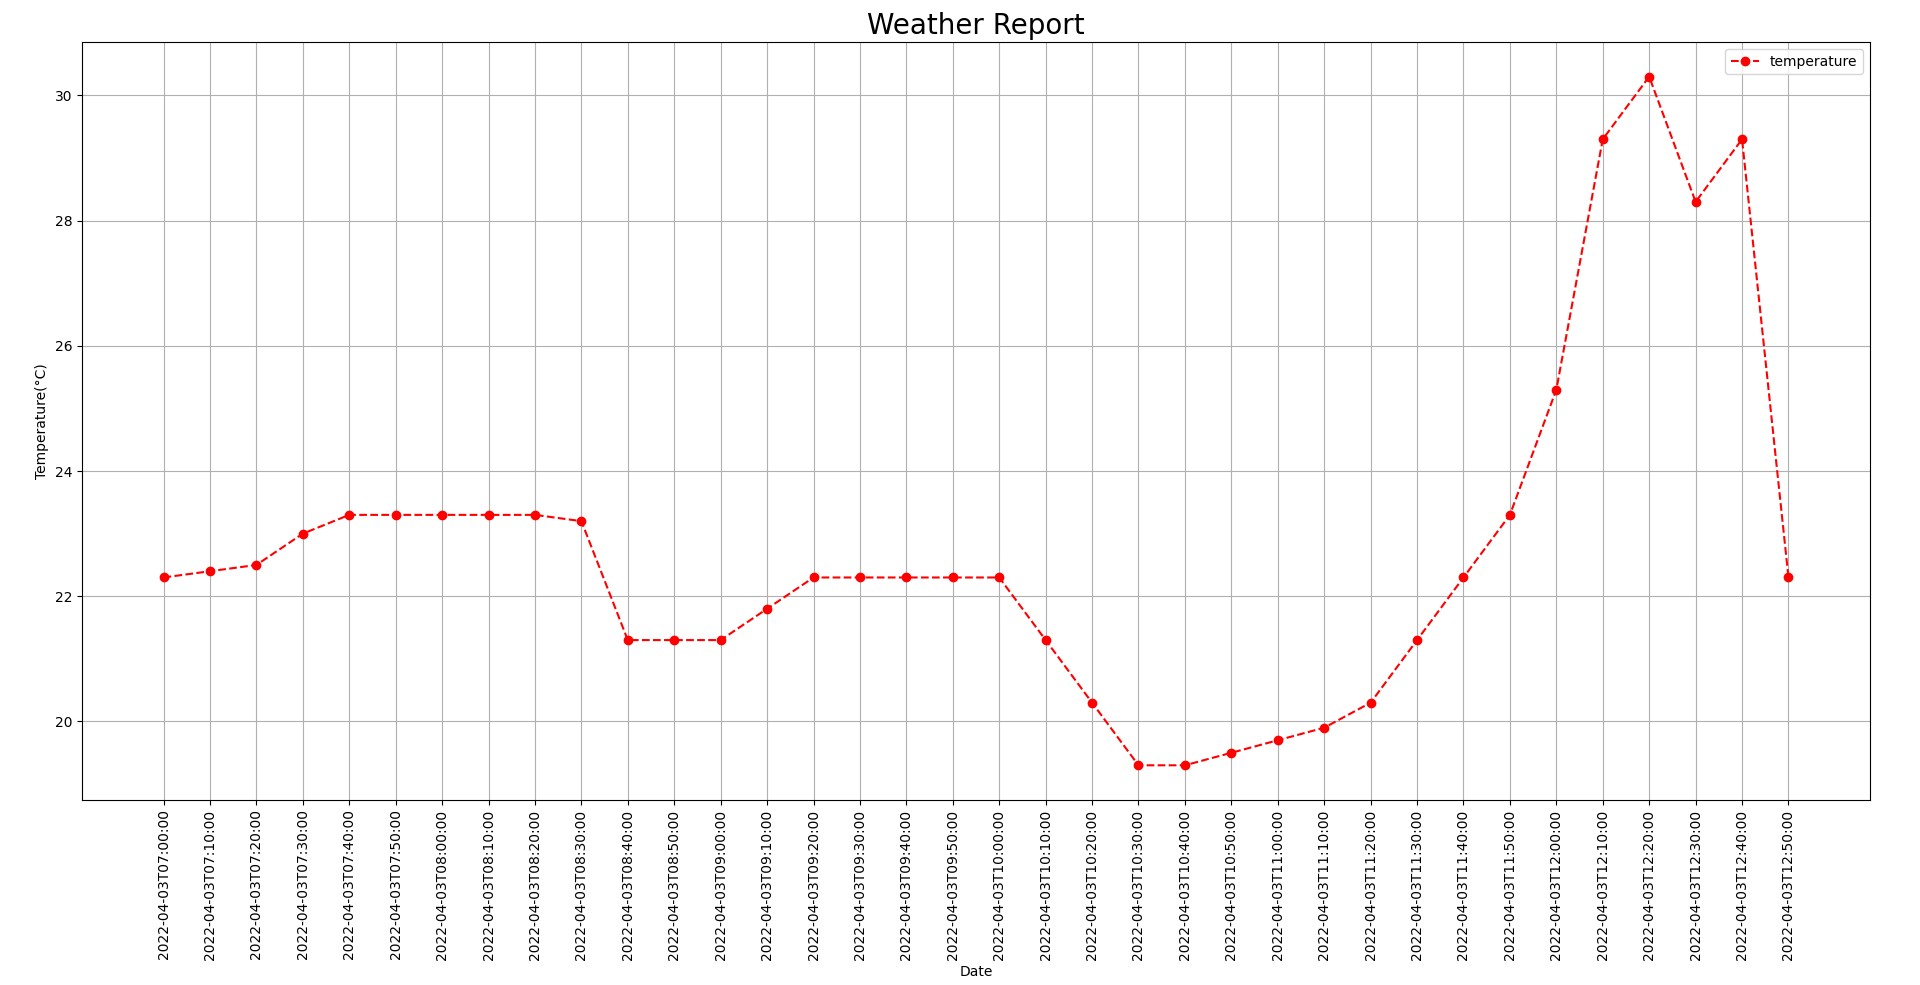 Weather Report
temperature
30
28
26
24
22
20
Temperature(°C)
2022-04-03T07:00:00
2022-04-03T07:10:00
2022-04-03T07:20:00
2022-04-03T07:30:00
2022-04-03T07:40:00
2022-04-03T07:50:00
2022-04-03T08:00:00
2022-04-03T08:10:00
2022-04-03T08:20:00
2022-04-03T08:30:00
2022-04-03T08:40:00
2022-04-03T08:50:00
2022-04-03T09:00:00
2022-04-03T09:10:00
2022-04-03T09:20:00
2022-04-03T09:30:00
2022-04-03T09:40:00
2022-04-03T09:50:00
2022-04-03T10:00:00
2022-04-03T10:10:00
2022-04-03T10:20:00
2022-04-03T10:30:00
2022-04-03T10:40:00
2022-04-03T10:50:00
2022-04-03T11:00:00
2022-04-03T11:10:00
2022-04-03T11:20:00
2022-04-03T11:30:00
2022-04-03T11:40:00
2022-04-03T11:50:00
2022-04-03T12:00:00
2022-04-03T12:10:00
2022-04-03T12:20:00
2022-04-03T12:30:00
2022-04-03T12:40:00
2022-04-03T12:50:00
Date